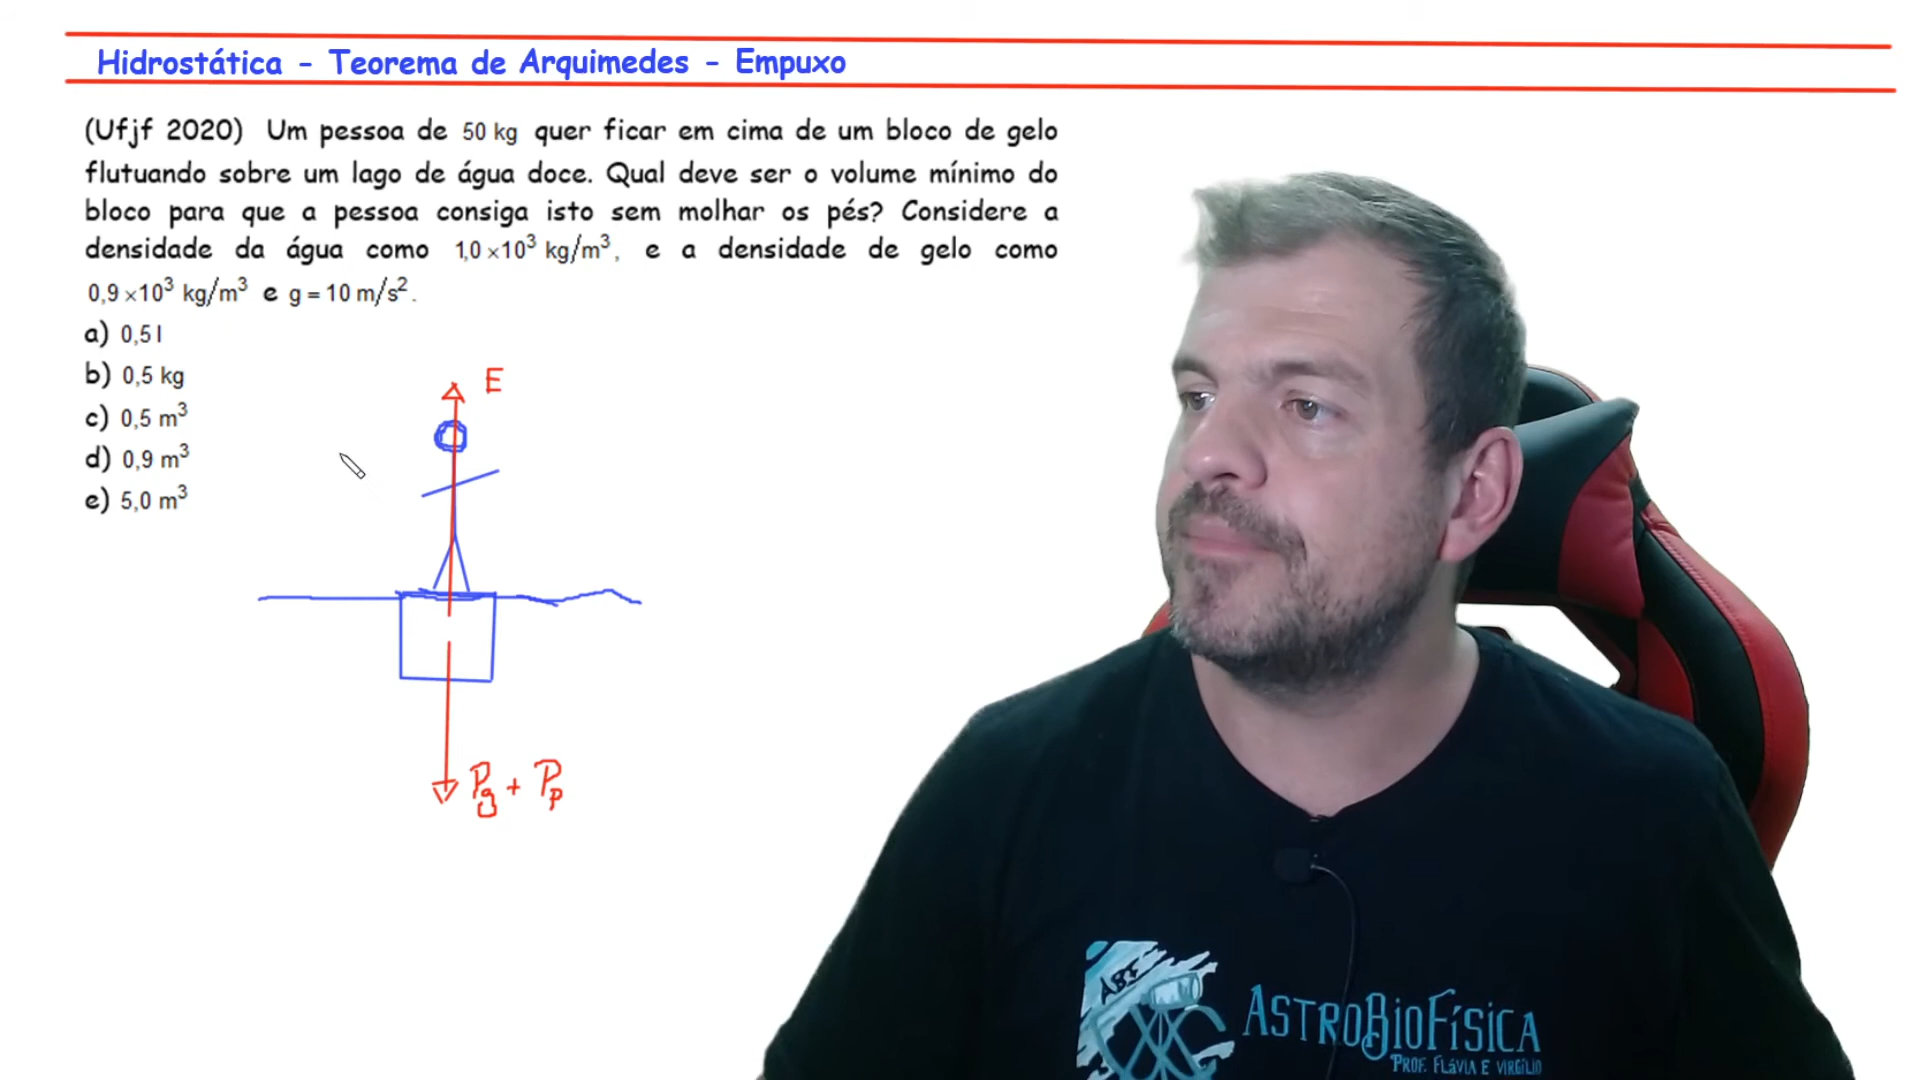 Hidrostática - Teorema de Arquimedes - Empuxo
(Ufjf 2020) Um pessoa de 50 kg quer ficar em cima de um bloco de gelo
flutuando sobre um lago de água doce. Qual deve ser o volume mínimo do
bloco para que a pessoa consiga isto sem molhar os pés? Considere a
densidade da água como 1,0 ×10³ kg/m³, e a densidade de gelo como
0,9 ×10³ kg/m³ e g = 10 m/s².
a) 0,5 l
b) 0,5 kg
c) 0,5 m³
d) 0,9 m³
e) 5,0 m³
E
Pg + Pp
ABF
ASTROBIOFÍSICA
PROF. FLÁVIA E VIRGÍLIO